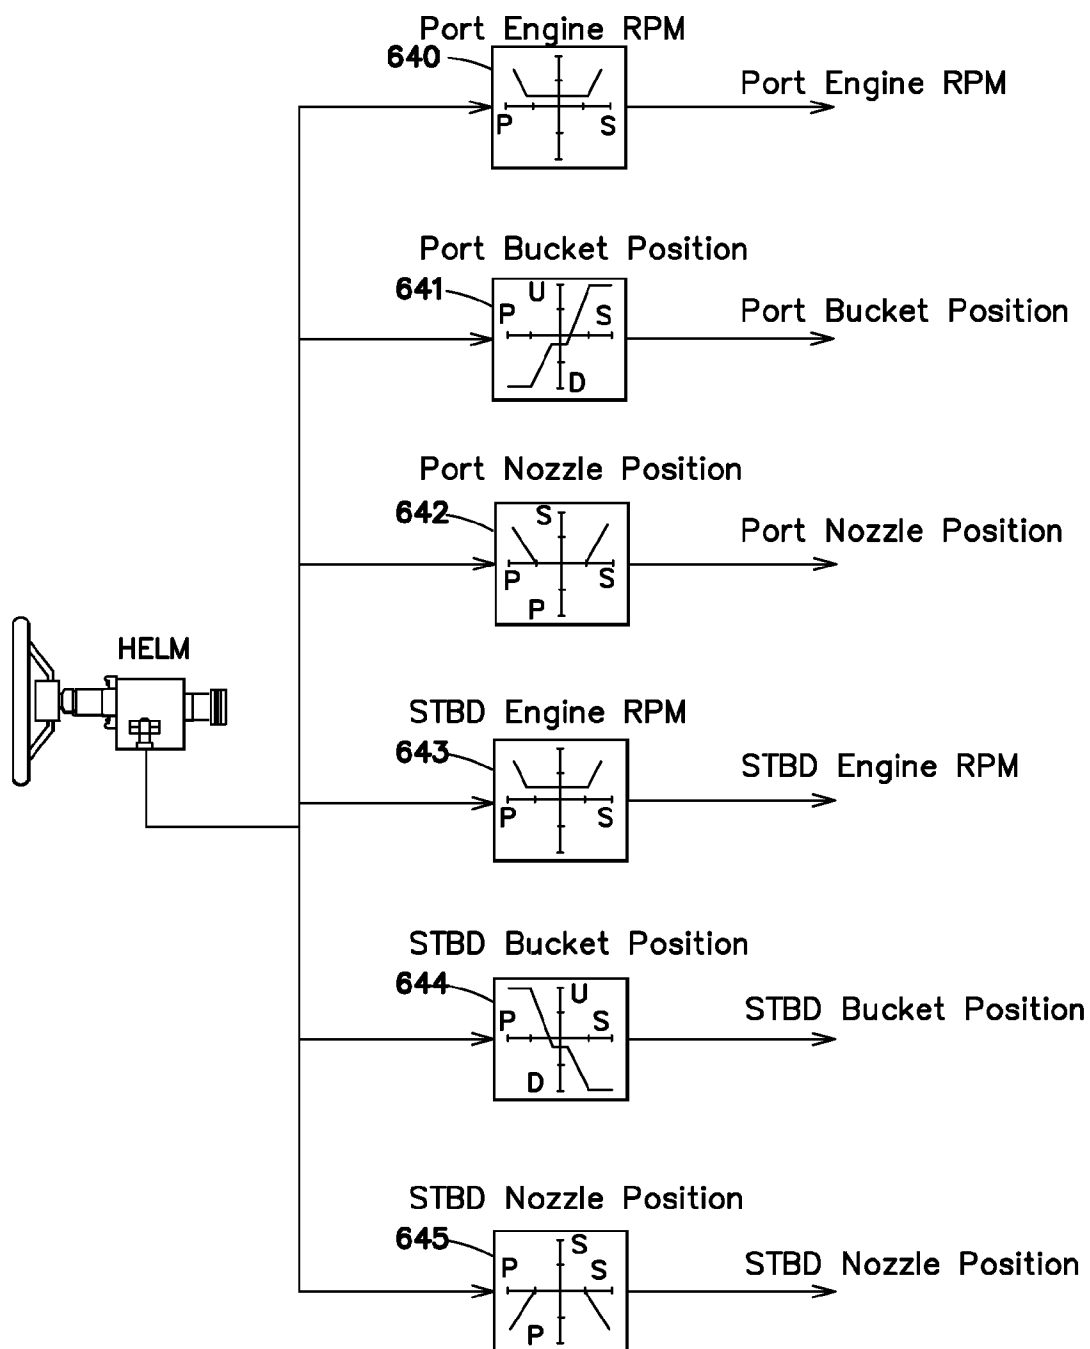 Port Engine RPM
640
P
S
Port Engine RPM
Port Bucket Position
641
U
P
S
D
Port Bucket Position
Port Nozzle Position
642
S
P
S
P
Port Nozzle Position
HELM
STBD Engine RPM
643
P
S
STBD Engine RPM
STBD Bucket Position
644
U
P
S
D
STBD Bucket Position
STBD Nozzle Position
645
S
P
S
P
STBD Nozzle Position